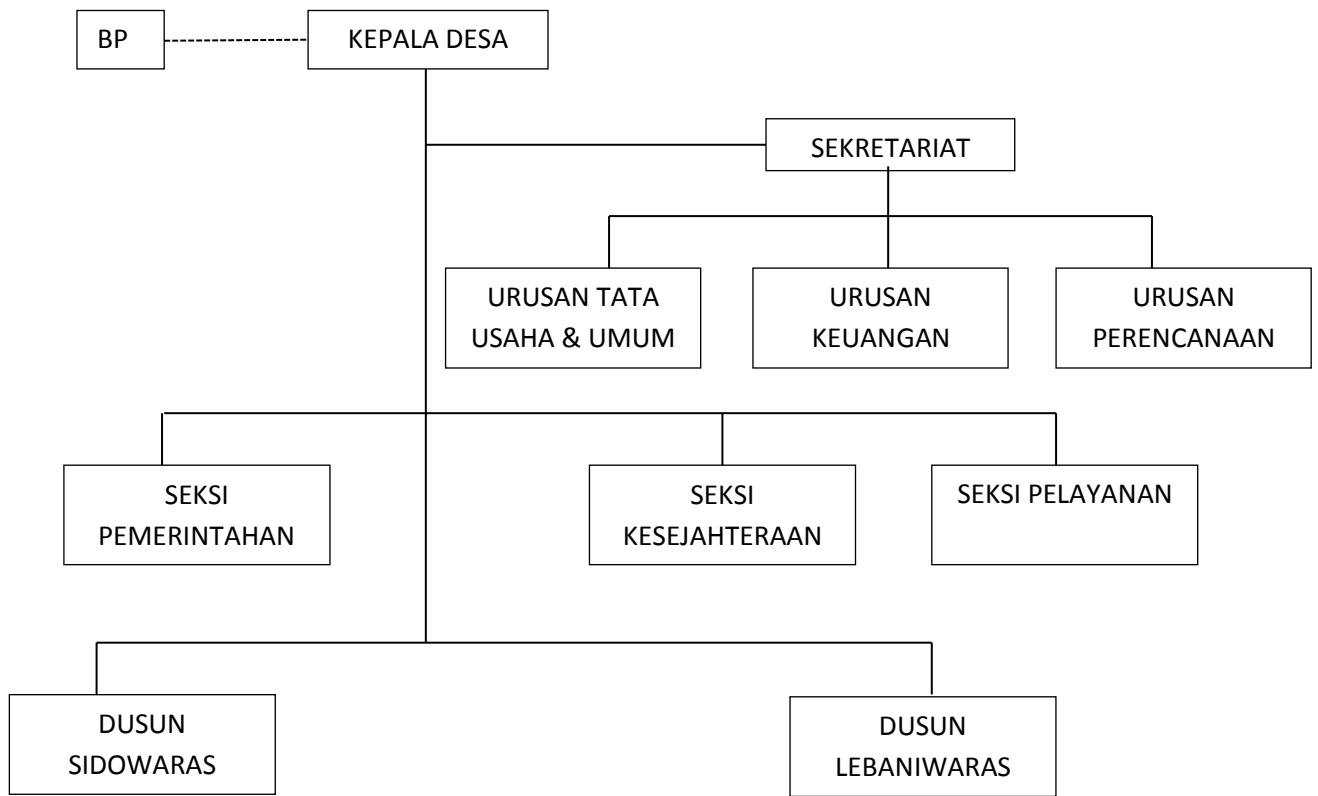 BP
KEPALA DESA
SEKRETARIAT
URUSAN TATA
USAHA & UMUM
URUSAN
KEUANGAN
URUSAN
PERENCANAAN
SEKSI
PEMERINTAHAN
SEKSI
KESEJAHTERAAN
SEKSI PELAYANAN
DUSUN
SIDOWARAS
DUSUN
LEBANIWARAS